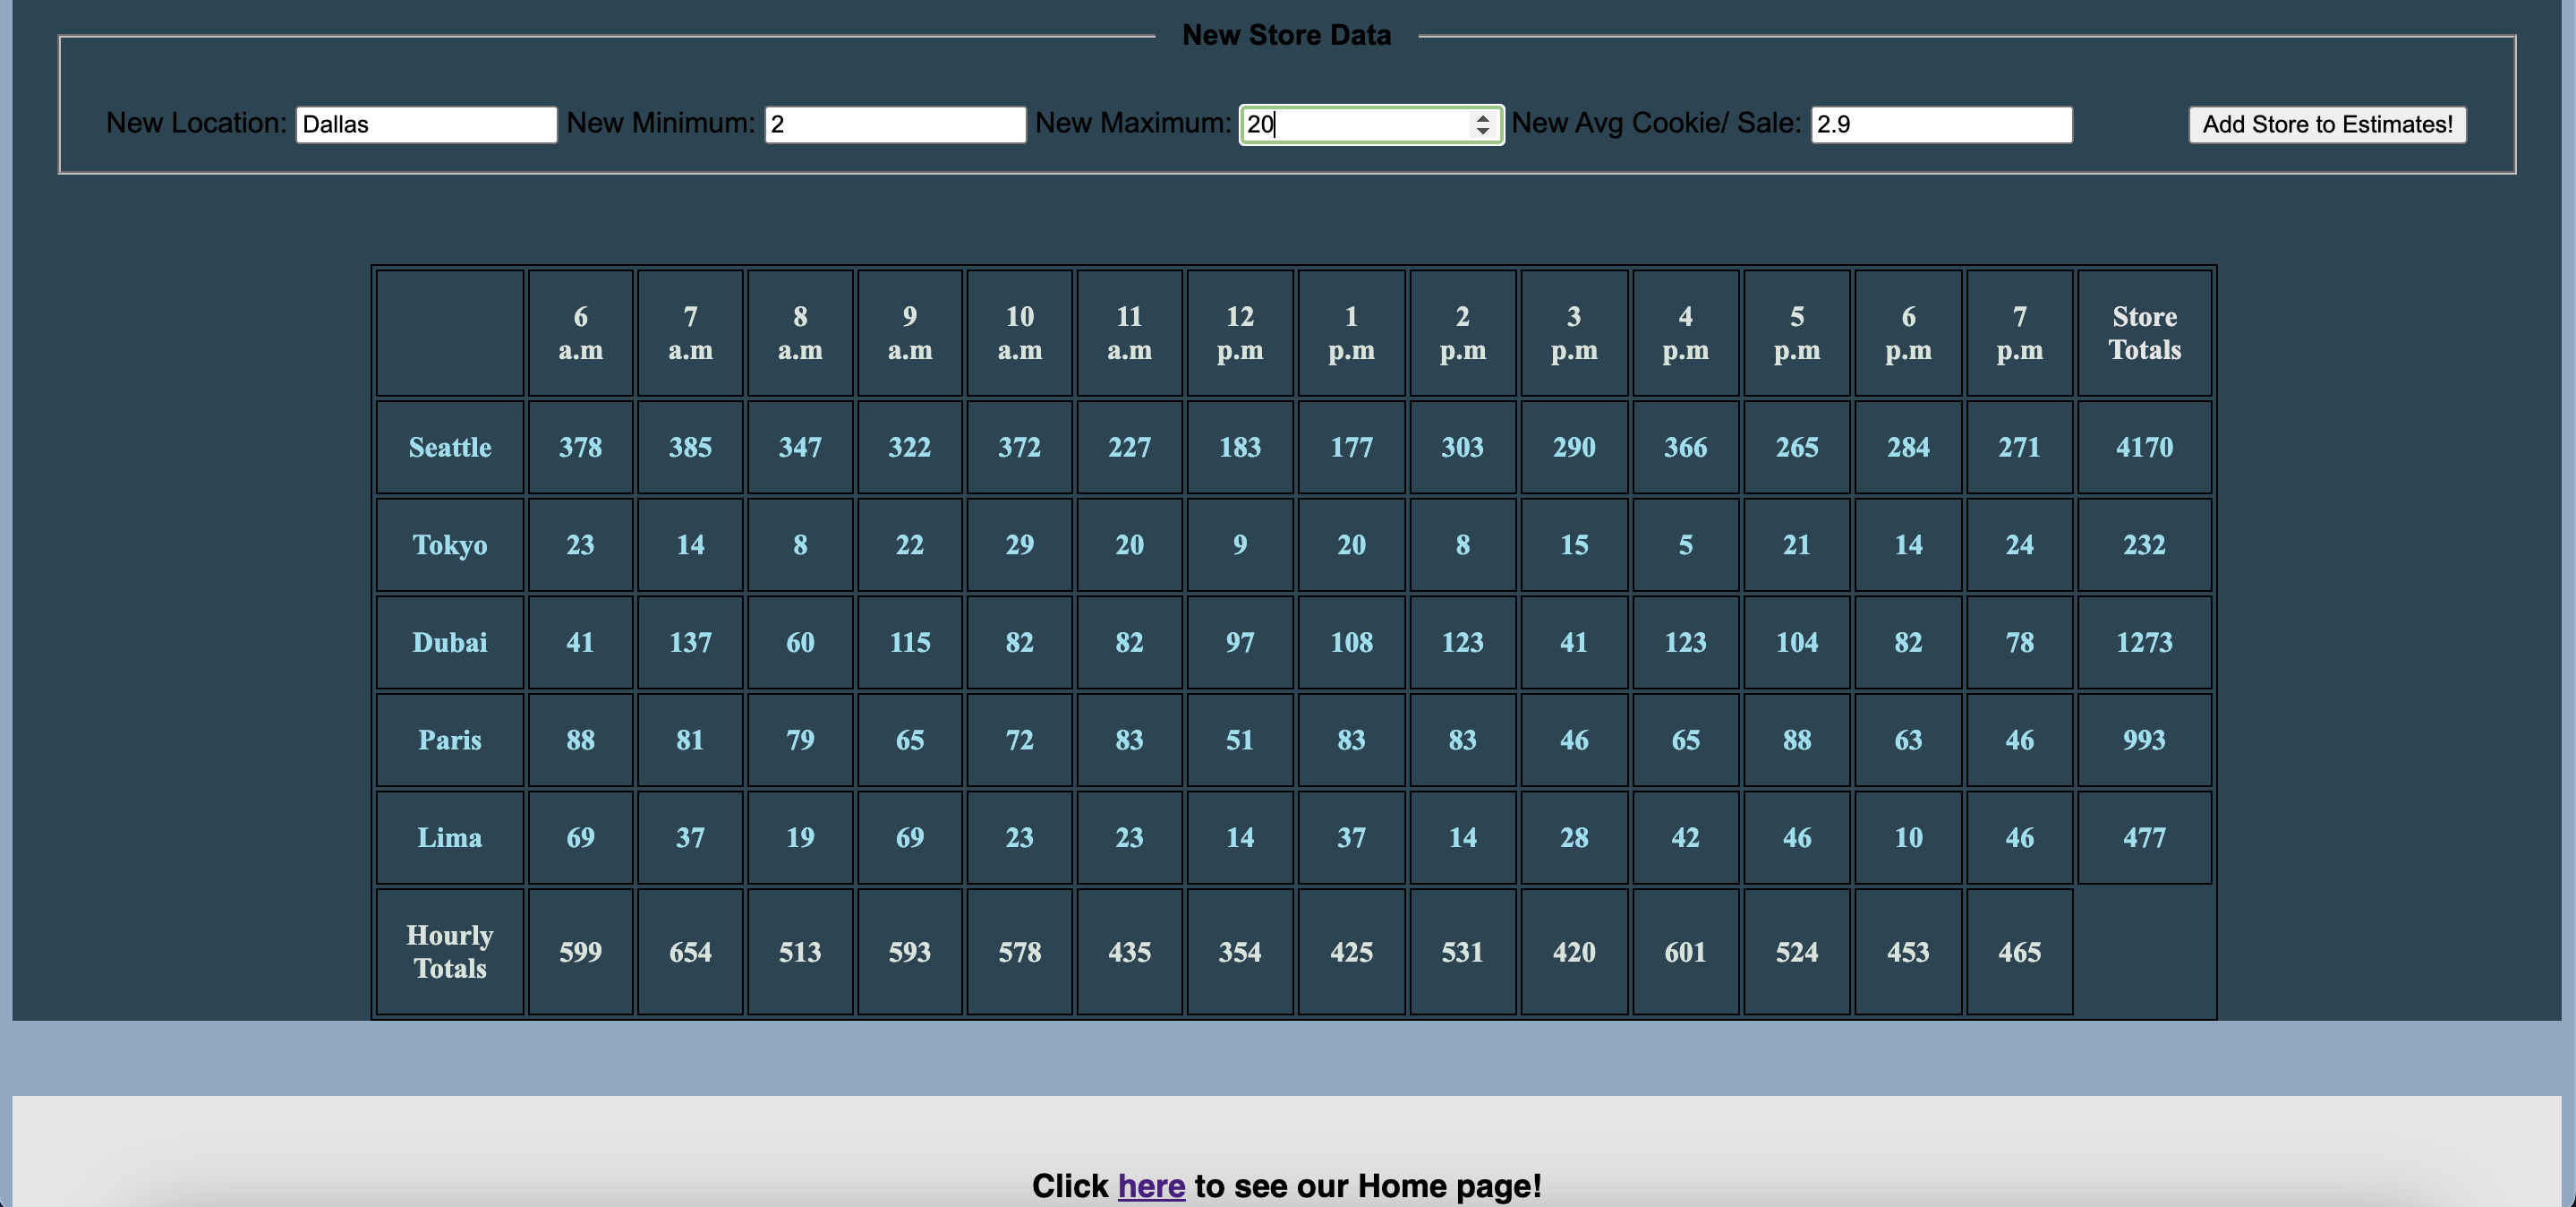 New Store Data
New Location: Dallas New Minimum: 2 New Maximum: 20 New Avg Cookie/ Sale: 2.9 Add Store to Estimates!
6 a.m 7 a.m 8 a.m 9 a.m 10 a.m 11 a.m 12 p.m 1 p.m 2 p.m 3 p.m 4 p.m 5 p.m 6 p.m 7 p.m Store Totals
Seattle 378 385 347 322 372 227 183 177 303 290 366 265 284 271 4170
Tokyo 23 14 8 22 29 20 9 20 8 15 5 21 14 24 232
Dubai 41 137 60 115 82 82 97 108 123 41 123 104 82 78 1273
Paris 88 81 79 65 72 83 51 83 83 46 65 88 63 46 993
Lima 69 37 19 69 23 23 14 37 14 28 42 46 10 46 477
Hourly Totals 599 654 513 593 578 435 354 425 531 420 601 524 453 465
Click here to see our Home page!